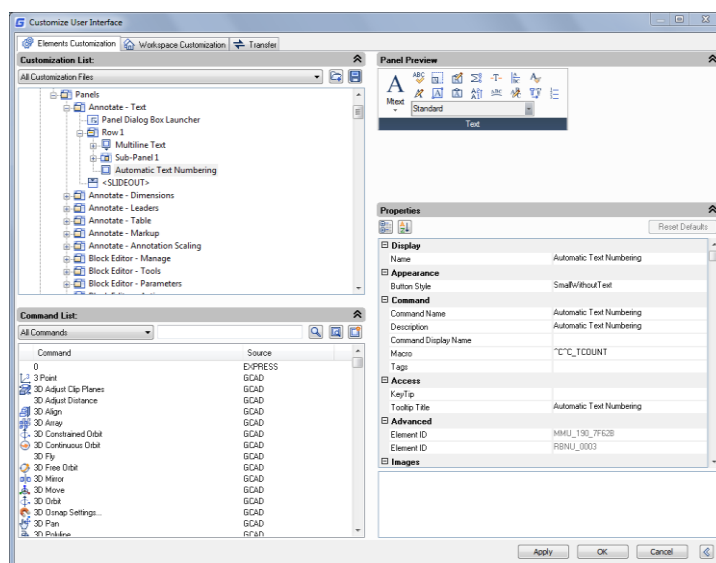 Customize User Interface
Elements Customization
Workspace Customization
Transfer
Customization List:
All Customization Files
Panels
Annotate - Text
Panel Dialog Box Launcher
Row 1
Multiline Text
Sub-Panel 1
Automatic Text Numbering
<SLIDEOUT>
Annotate - Dimensions
Annotate - Leaders
Annotate - Table
Annotate - Markup
Annotate - Annotation Scaling
Block Editor - Manage
Block Editor - Tools
Block Editor - Parameters
Command List:
All Commands
Command Source
0 EXPRESS
3 Point GCAD
3D Adjust Clip Planes GCAD
3D Adjust Distance GCAD
3D Align GCAD
3D Array GCAD
3D Constrained Orbit GCAD
3D Continuous Orbit GCAD
3D Fly GCAD
3D Free Orbit GCAD
3D Mirror GCAD
3D Move GCAD
3D Orbit GCAD
3D Osnap Settings... GCAD
3D Pan GCAD
3D Polyline GCAD
Panel Preview
Mtext
Standard
Text
Properties
Reset Defaults
Display
Name Automatic Text Numbering
Appearance
Button Style SmallWithoutText
Command
Command Name Automatic Text Numbering
Description Automatic Text Numbering
Command Display Name
Macro ^C^C_TCOUNT
Tags
Access
KeyTip
Tooltip Title Automatic Text Numbering
Advanced
Element ID MMU_190_7F62B
Element ID RBNU_0003
Images
Apply OK Cancel